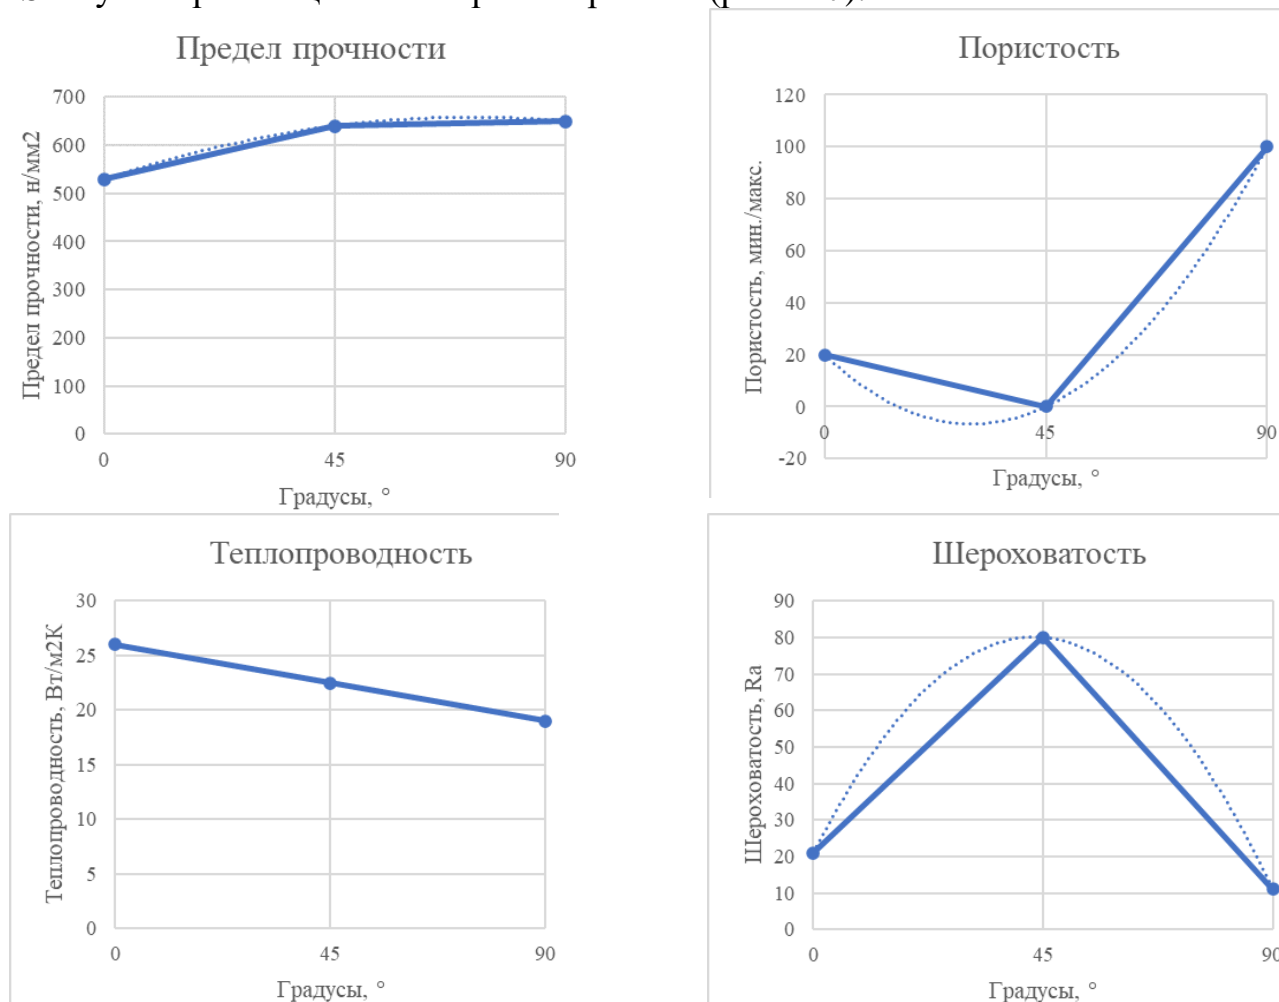 Предел прочности
Предел прочности, н/мм2
700
600
500
400
300
200
100
0
0 45 90
Градусы, °
Пористость
Пористость, мин./макс.
120
100
80
60
40
20
0
-20
0 45 90
Градусы, °
Теплопроводность
Теплопроводность, Вт/м2К
30
25
20
15
10
5
0
0 45 90
Градусы, °
Шероховатость
Шероховатость, Ra
90
80
70
60
50
40
30
20
10
0
0 45 90
Градусы, °